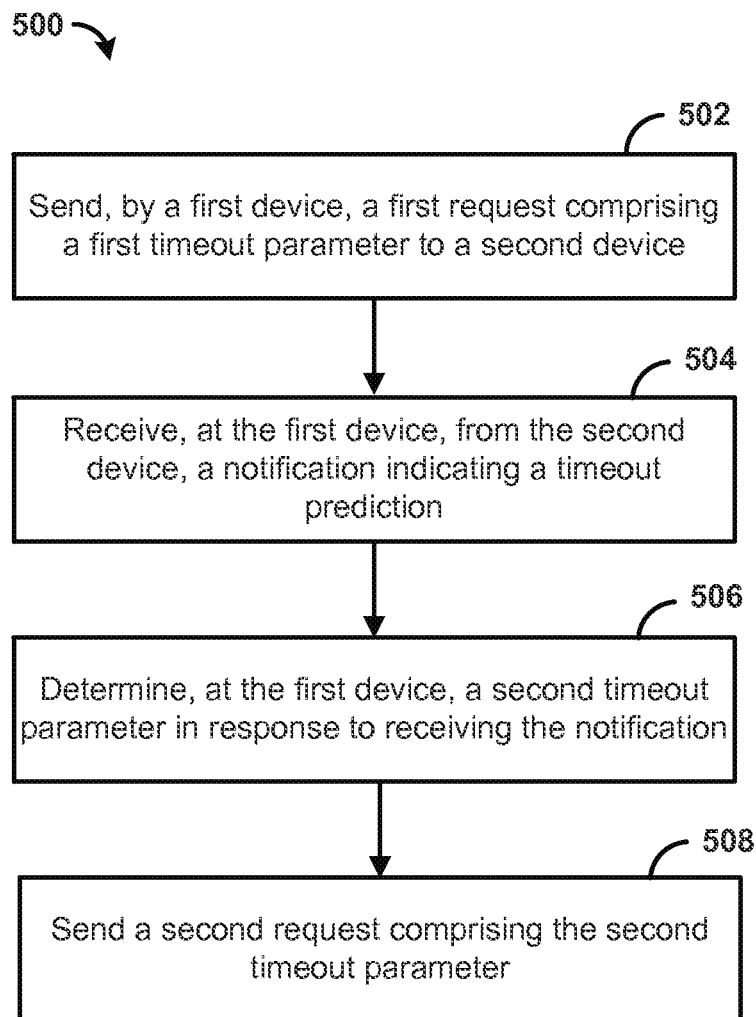 500
502
Send, by a first device, a first request comprising
a first timeout parameter to a second device
504
Receive, at the first device, from the second
device, a notification indicating a timeout
prediction
506
Determine, at the first device, a second timeout
parameter in response to receiving the notification
508
Send a second request comprising the second
timeout parameter